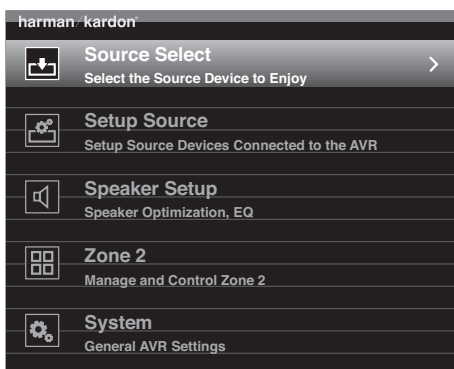 harman/kardon®
Source Select
Select the Source Device to Enjoy
Setup Source
Setup Source Devices Connected to the AVR
Speaker Setup
Speaker Optimization, EQ
Zone 2
Manage and Control Zone 2
System
General AVR Settings